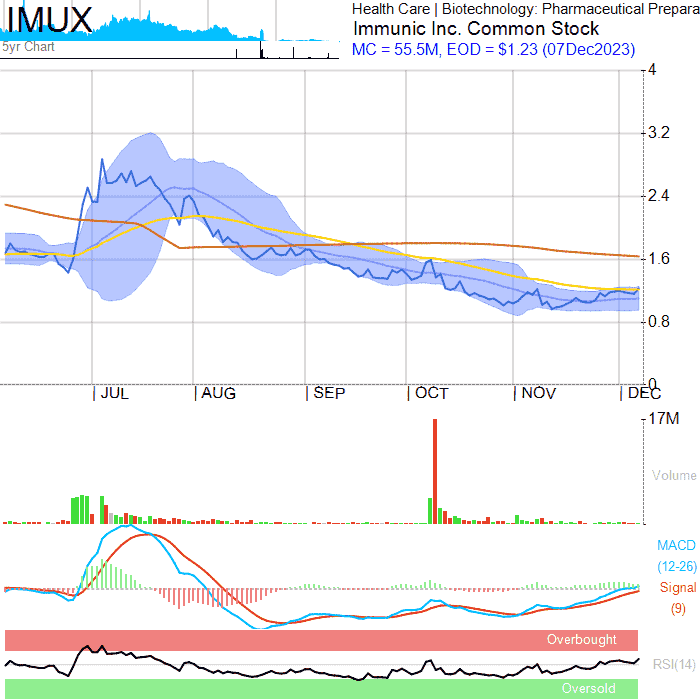 IMUX
5yr Chart
Health Care | Biotechnology: Pharmaceutical Prepara
Immunic Inc. Common Stock
MC = 55.5M, EOD = $1.23 (07Dec2023)
4
3.2
2.4
1.6
0.8
0
| JUL | AUG | SEP | OCT | NOV | DEC
17M
Volume
MACD
(12-26)
Signal
(9)
Overbought
RSI(14)
Oversold